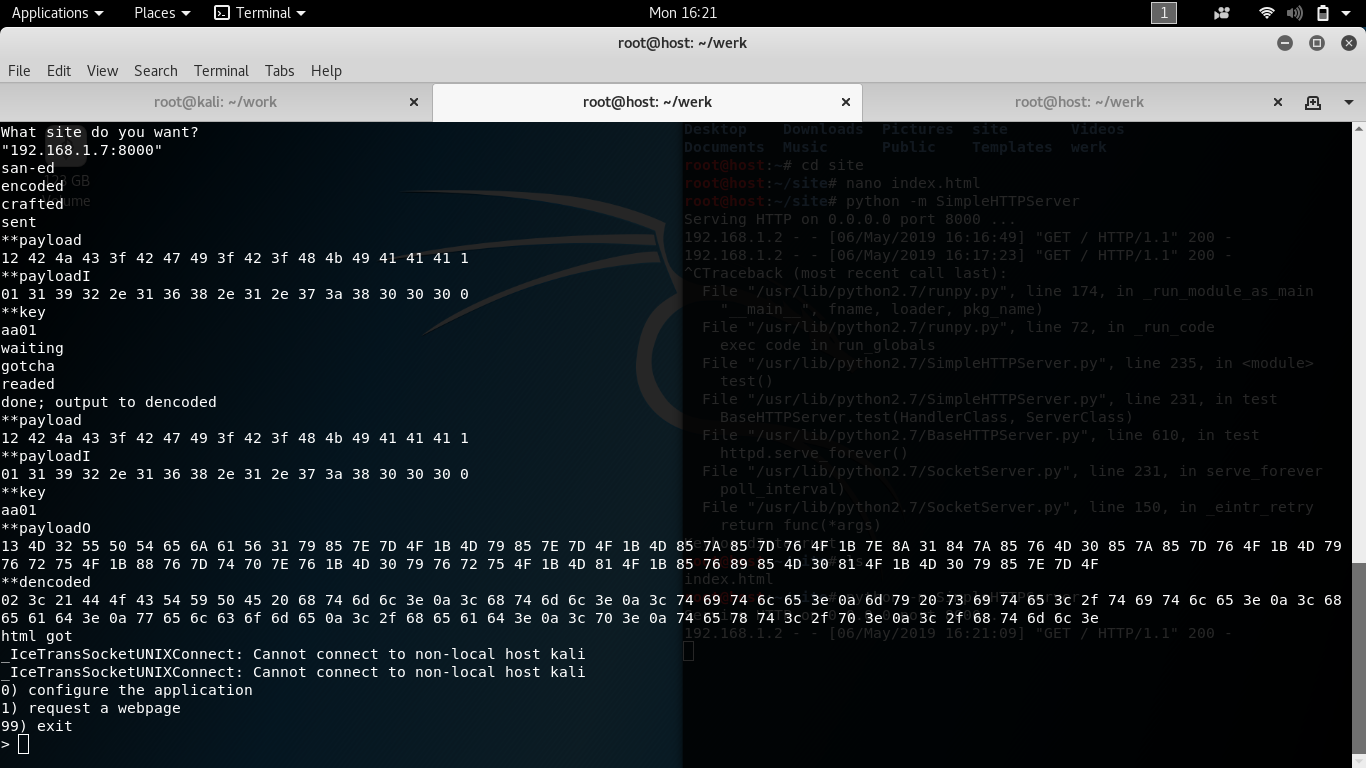 Applications Places Terminal Mon 16:21 1
root@host: ~/werk
File Edit View Search Terminal Tabs Help
root@kali: ~/work root@host: ~/werk root@host: ~/werk
What site do you want?
"192.168.1.7:8000"
san-ed
encoded
crafted
sent
**payload
12 42 4a 43 3f 42 47 49 3f 42 3f 48 4b 49 41 41 41 1
**payloadI
01 31 39 32 2e 31 36 38 2e 31 2e 37 3a 38 30 30 30 0
**key
aa01
waiting
gotcha
readed
done; output to dencoded
**payload
12 42 4a 43 3f 42 47 49 3f 42 3f 48 4b 49 41 41 41 1
**payloadI
01 31 39 32 2e 31 36 38 2e 31 2e 37 3a 38 30 30 30 0
**key
aa01
**payloadO
13 4D 32 55 50 54 65 6A 61 56 31 79 85 7E 7D 4F 1B 4D 79 85 7E 7D 4F 1B 4D 85 7A 85 7D 76 4F 1B 7E 8A 31 84 7A 85 76 4D 30 85 7A 85 7D 76 4F 1B 4D 79
76 72 75 4F 1B 88 76 7D 74 70 7E 76 1B 4D 30 79 76 72 75 4F 1B 4D 81 4F 1B 85 76 89 85 4D 30 81 4F 1B 4D 30 79 85 7E 7D 4F
**dencoded
02 3c 21 44 4f 43 54 59 50 45 20 68 74 6d 6c 3e 0a 3c 68 74 6d 6c 3e 0a 3c 74 69 74 6c 65 3e 0a 6d 79 20 73 69 74 65 3c 2f 74 69 74 6c 65 3e 0a 3c 68
65 61 64 3e 0a 77 65 6c 63 6f 6d 65 0a 3c 2f 68 65 61 64 3e 0a 3c 70 3e 0a 74 65 78 74 3c 2f 70 3e 0a 3c 2f 68 74 6d 6c 3e
html got
_IceTransSocketUNIXConnect: Cannot connect to non-local host kali
_IceTransSocketUNIXConnect: Cannot connect to non-local host kali
0) configure the application
1) request a webpage
99) exit
>
Desktop Downloads Pictures site Videos
Documents Music Public Templates werk
root@host:~# cd site
root@host:~/site# nano index.html
root@host:~/site# python -m SimpleHTTPServer
Serving HTTP on 0.0.0.0 port 8000 ...
192.168.1.2 - - [06/May/2019 16:16:49] "GET / HTTP/1.1" 200 -
192.168.1.2 - - [06/May/2019 16:17:23] "GET / HTTP/1.1" 200 -
^CTraceback (most recent call last):
File "/usr/lib/python2.7/runpy.py", line 174, in _run_module_as_main
"__main__", fname, loader, pkg_name)
File "/usr/lib/python2.7/runpy.py", line 72, in _run_code
exec code in run_globals
File "/usr/lib/python2.7/SimpleHTTPServer.py", line 235, in <module>
test()
File "/usr/lib/python2.7/SimpleHTTPServer.py", line 231, in test
BaseHTTPServer.test(HandlerClass, ServerClass)
File "/usr/lib/python2.7/BaseHTTPServer.py", line 610, in test
httpd.serve_forever()
File "/usr/lib/python2.7/SocketServer.py", line 231, in serve_forever
poll_interval)
File "/usr/lib/python2.7/SocketServer.py", line 150, in _eintr_retry
return func(*args)
index.html
192.168.1.2 - - [06/May/2019 16:21:09] "GET / HTTP/1.1" 200 -